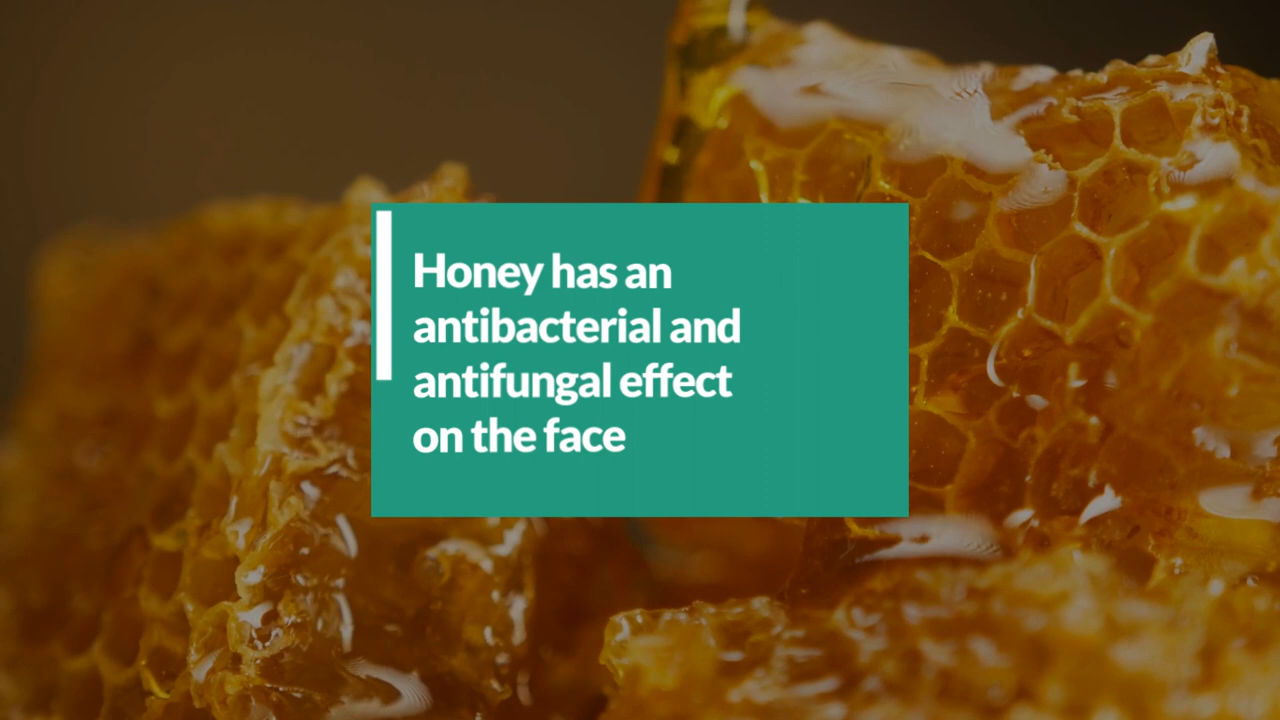 Honey has an
antibacterial and
antifungal effect
on the face